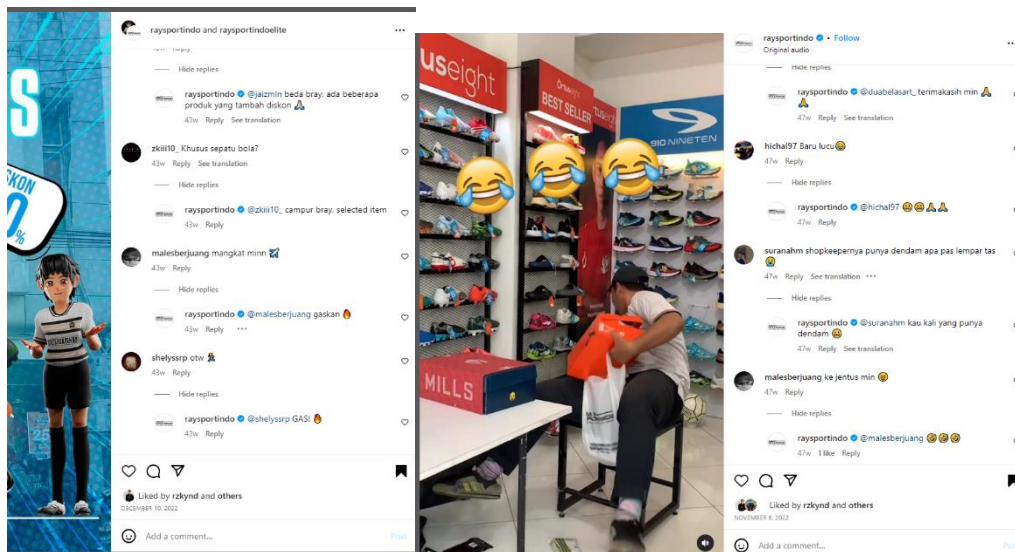 S
SKON
%
25
raysportindo and raysportindoelite
Hide replies
raysportindo @jaizmln beda bray. ada beberapa
produk yang tambah diskon 🙏
43w Reply See translation
zkiii10_ Khusus sepatu bola?
43w Reply See translation
Hide replies
raysportindo @zkiii10_ campur bray, selected item
43w Reply
malesberjuang mangkat minn
43w Reply
Hide replies
raysportindo @malesberjuang gaskan 🔥
43w Reply
shelyssrp otw
43w Reply
Hide replies
raysportindo @shelyssrp GAS! 🔥
43w Reply
Liked by rzkynd and others
DECEMBER 10, 2022
Add a comment...
Post
useight
Ortuseight
BEST SELLER
tuseight
910 NINETEN
MILLS
raysportindo • Follow
Original audio
Hide replies
raysportindo @duabelasart_ terimakasih min 🙏
🙏
47w Reply See translation
hichal97 Baru lucu😂
47w Reply
Hide replies
raysportindo @hichal97 😂😂🙏🙏
47w Reply
suranahm shopkeepernya punya dendam apa pas lempar tas
😭
47w Reply See translation
Hide replies
raysportindo @suranahm kau kali yang punya
dendam 😂
47w Reply See translation
malesberjuang ke jentus min 😂
47w Reply
Hide replies
raysportindo @malesberjuang 🤣🤣🤣
47w 1 like Reply
Liked by rzkynd and others
NOVEMBER 8, 2022
Add a comment...